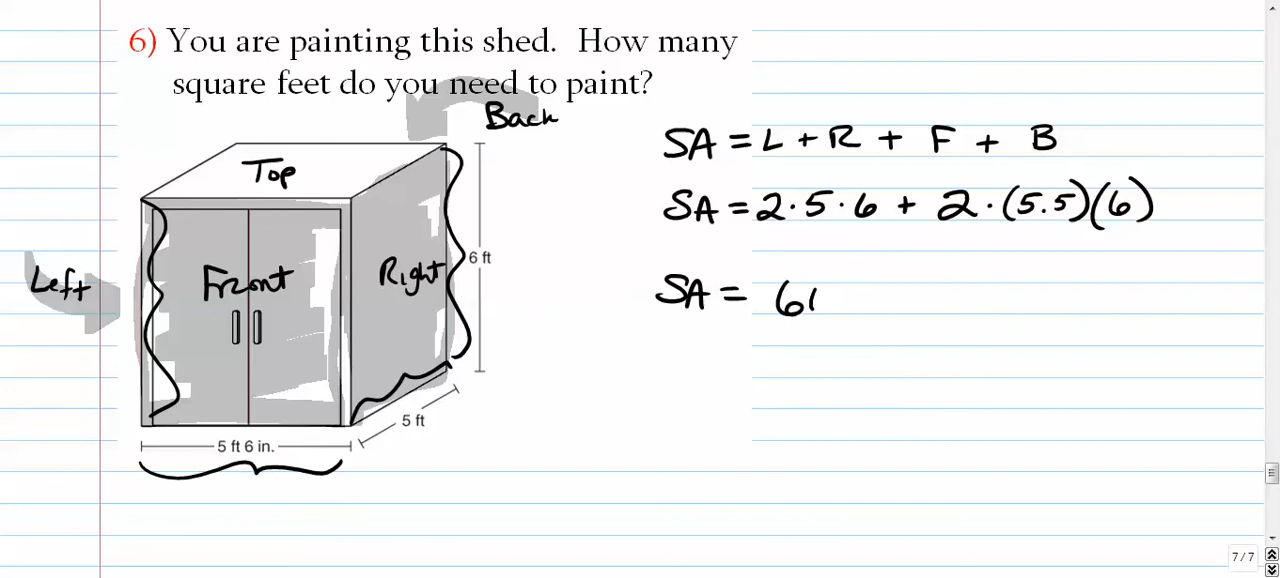 6) You are painting this shed. How many
square feet do you need to paint?
Back
Top
Left
Front
Right
6 ft
5 ft
5 ft 6 in.
SA = L + R + F + B
SA = 2 · 5 · 6 + 2 · (5.5)(6)
SA = 6
7 / 7